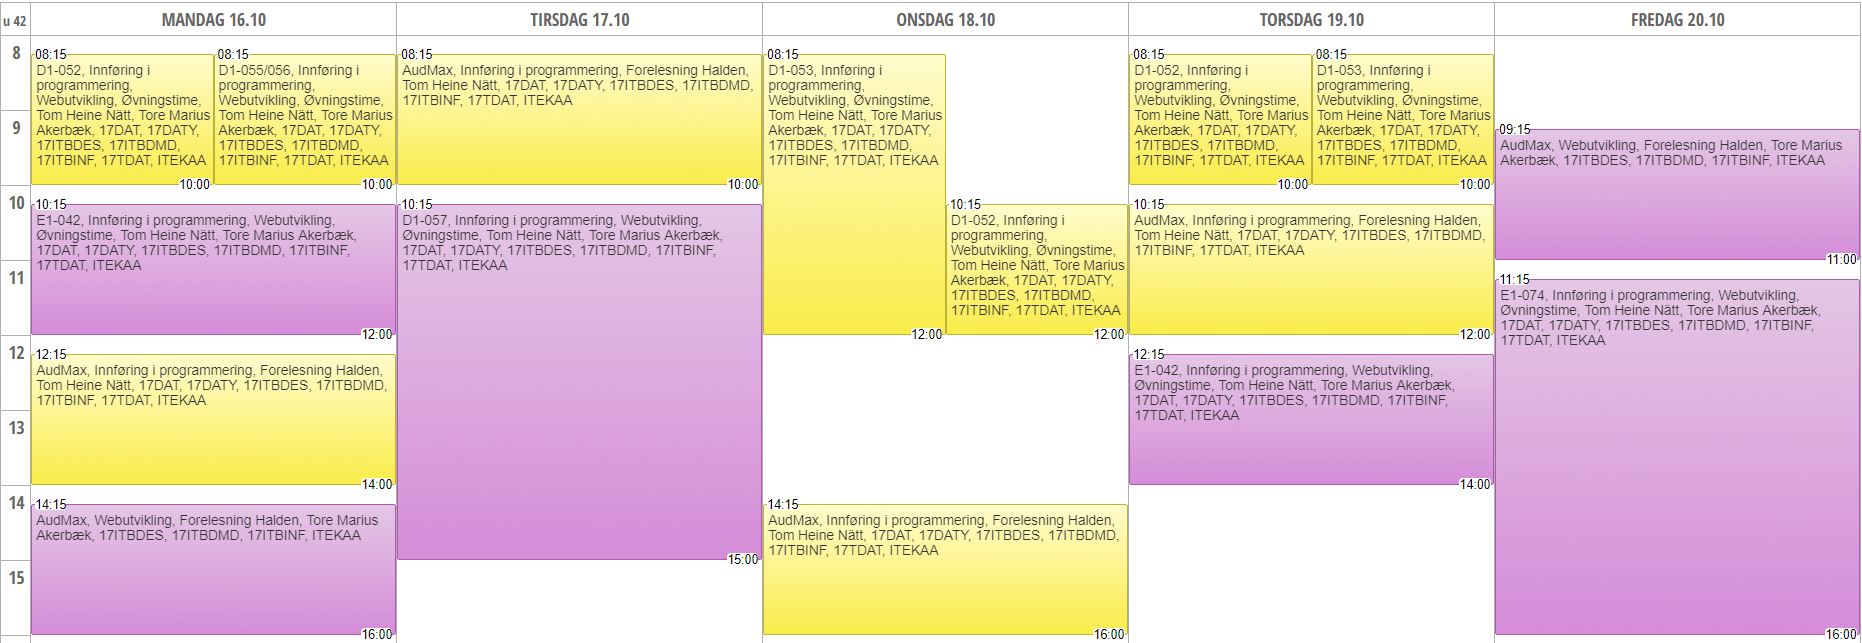 u 42
MANDAG 16.10
TIRSDAG 17.10
ONSDAG 18.10
TORSDAG 19.10
FREDAG 20.10
8
9
10
11
12
13
14
15
08:15
D1-052, Innføring i
programmering,
Webutvikling, Øvningstime,
Tom Heine Nätt, Tore Marius
Akerbæk, 17DAT, 17DATY,
17ITBDES, 17ITBDMD,
17ITBINF, 17TDAT, ITEKAA
10:00
08:15
D1-055/056, Innføring i
programmering,
Webutvikling, Øvningstime,
Tom Heine Nätt, Tore Marius
Akerbæk, 17DAT, 17DATY,
17ITBDES, 17ITBDMD,
17ITBINF, 17TDAT, ITEKAA
10:00
10:15
E1-042, Innføring i programmering, Webutvikling,
Øvningstime, Tom Heine Nätt, Tore Marius Akerbæk,
17DAT, 17DATY, 17ITBDES, 17ITBDMD, 17ITBINF,
17TDAT, ITEKAA
12:00
12:15
AudMax, Innføring i programmering, Forelesning Halden,
Tom Heine Nätt, 17DAT, 17DATY, 17ITBDES, 17ITBDMD,
17ITBINF, 17TDAT, ITEKAA
14:00
14:15
AudMax, Webutvikling, Forelesning Halden, Tore Marius
Akerbæk, 17ITBDES, 17ITBDMD, 17ITBINF, ITEKAA
16:00
08:15
AudMax, Innføring i programmering, Forelesning Halden,
Tom Heine Nätt, 17DAT, 17DATY, 17ITBDES, 17ITBDMD,
17ITBINF, 17TDAT, ITEKAA
10:00
10:15
D1-057, Innføring i programmering, Webutvikling,
Øvningstime, Tom Heine Nätt, Tore Marius Akerbæk,
17DAT, 17DATY, 17ITBDES, 17ITBDMD, 17ITBINF,
17TDAT, ITEKAA
15:00
08:15
D1-053, Innføring i
programmering,
Webutvikling, Øvningstime,
Tom Heine Nätt, Tore Marius
Akerbæk, 17DAT, 17DATY,
17ITBDES, 17ITBDMD,
17ITBINF, 17TDAT, ITEKAA
12:00
10:15
D1-052, Innføring i
programmering,
Webutvikling, Øvningstime,
Tom Heine Nätt, Tore Marius
Akerbæk, 17DAT, 17DATY,
17ITBDES, 17ITBDMD,
17ITBINF, 17TDAT, ITEKAA
12:00
14:15
AudMax, Innføring i programmering, Forelesning Halden,
Tom Heine Nätt, 17DAT, 17DATY, 17ITBDES, 17ITBDMD,
17ITBINF, 17TDAT, ITEKAA
16:00
08:15
D1-052, Innføring i
programmering,
Webutvikling, Øvningstime,
Tom Heine Nätt, Tore Marius
Akerbæk, 17DAT, 17DATY,
17ITBDES, 17ITBDMD,
17ITBINF, 17TDAT, ITEKAA
10:00
08:15
D1-053, Innføring i
programmering,
Webutvikling, Øvningstime,
Tom Heine Nätt, Tore Marius
Akerbæk, 17DAT, 17DATY,
17ITBDES, 17ITBDMD,
17ITBINF, 17TDAT, ITEKAA
10:00
10:15
AudMax, Innføring i programmering, Forelesning Halden,
Tom Heine Nätt, 17DAT, 17DATY, 17ITBDES, 17ITBDMD,
17ITBINF, 17TDAT, ITEKAA
12:00
12:15
E1-042, Innføring i programmering, Webutvikling,
Øvningstime, Tom Heine Nätt, Tore Marius Akerbæk,
17DAT, 17DATY, 17ITBDES, 17ITBDMD, 17ITBINF,
17TDAT, ITEKAA
14:00
09:15
AudMax, Webutvikling, Forelesning Halden, Tore Marius
Akerbæk, 17ITBDES, 17ITBDMD, 17ITBINF, ITEKAA
11:00
11:15
E1-074, Innføring i programmering, Webutvikling,
Øvningstime, Tom Heine Nätt, Tore Marius Akerbæk,
17DAT, 17DATY, 17ITBDES, 17ITBDMD, 17ITBINF,
17TDAT, ITEKAA
16:00